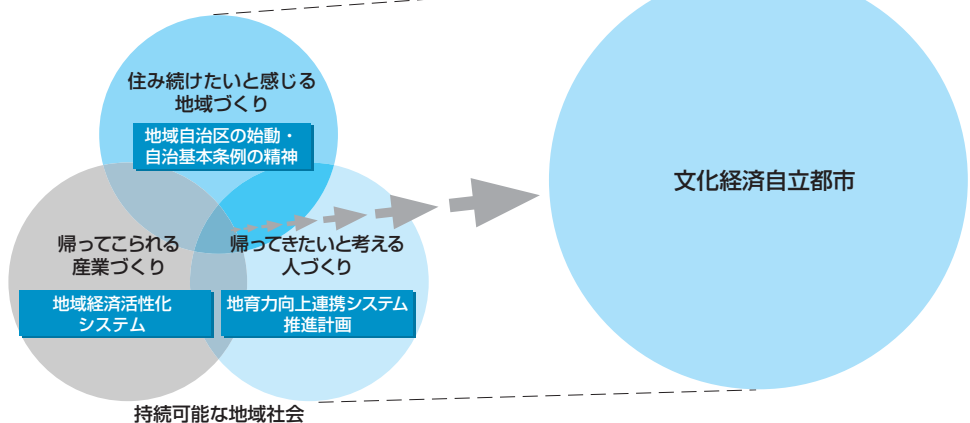 住み続けたいと感じる
地域づくり
地域自治区の始動・
自治基本条例の精神
文化経済自立都市
帰ってこられる
産業づくり
地域経済活性化
システム
帰ってきたいと考える
人づくり
地育力向上連携システム
推進計画
持続可能な地域社会